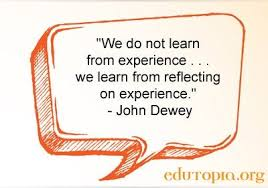 "We do not learn
from experience . . .
we learn from reflecting
on experience."
- John Dewey
edutopia.org